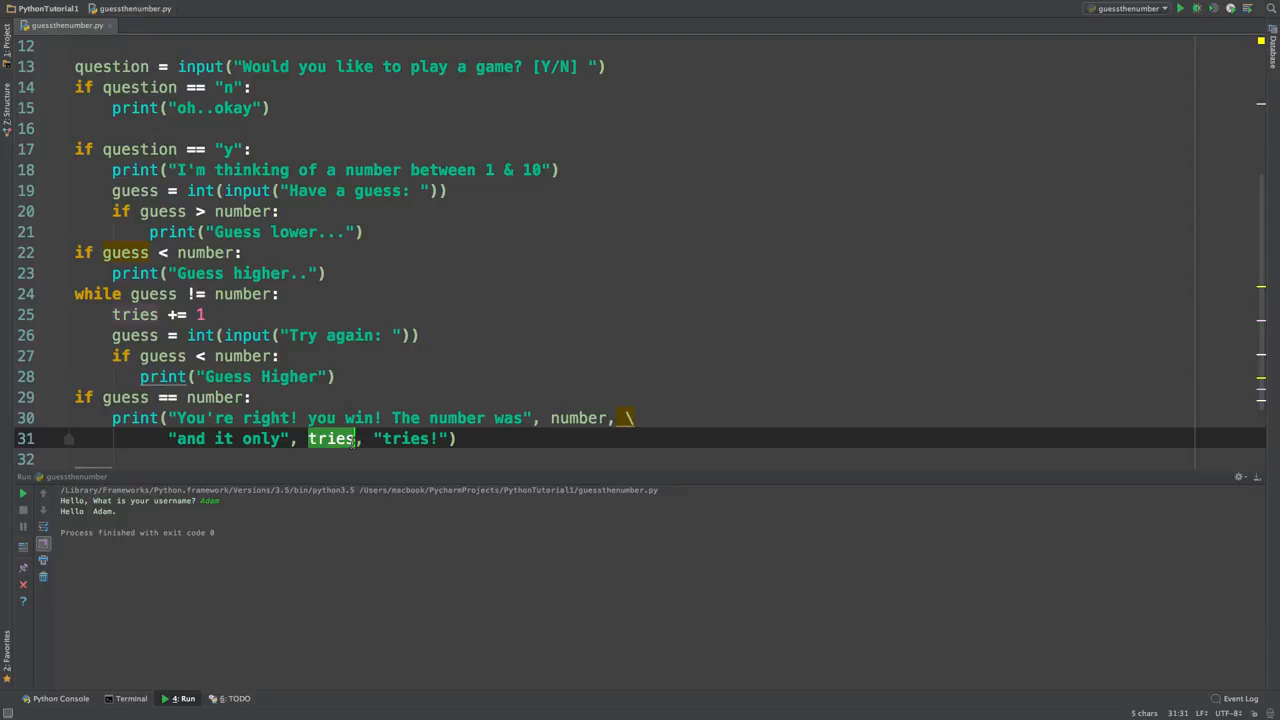 PythonTutorial1 guessthenumber.py guessthenumber
guessthenumber.py
1: Project
Z: Structure
2: Favorites
Database
12
13 question = input("Would you like to play a game? [Y/N] ")
14 if question == "n":
15 print("oh..okay")
16
17 if question == "y":
18 print("I'm thinking of a number between 1 & 10")
19 guess = int(input("Have a guess: "))
20 if guess > number:
21 print("Guess lower...")
22 if guess < number:
23 print("Guess higher..")
24 while guess != number:
25 tries += 1
26 guess = int(input("Try again: "))
27 if guess < number:
28 print("Guess Higher")
29 if guess == number:
30 print("You're right! you win! The number was", number, \
31 "and it only", tries, "tries!")
32
Run guessthenumber
/Library/Frameworks/Python.framework/Versions/3.5/bin/python3.5 /Users/macbook/PycharmProjects/PythonTutorial1/guessthenumber.py
Hello, What is your username? Adam
Hello  Adam.
Process finished with exit code 0
Python Console Terminal 4: Run 6: TODO Event Log
5 chars 31:31 LF÷ UTF-8÷